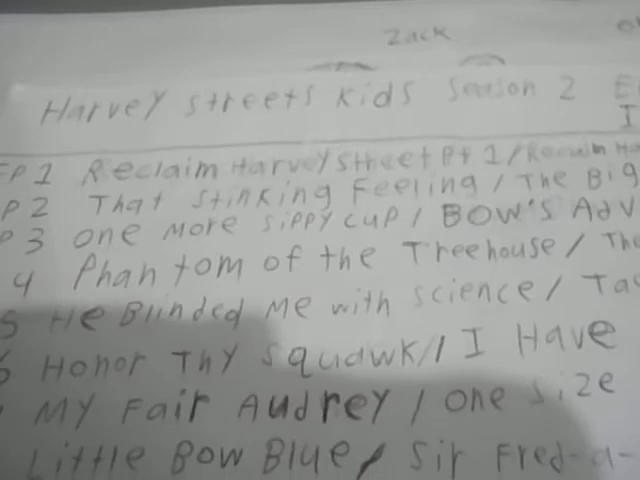 Zack
Harvey streets Kids Season 2 E
I
EP 1 Reclaim Harvey street Pt 1 / Reclaim Ha
P 2 That Stinking Feeling / The Big
P 3 One More Sippy cup / BOW'S Adv
4 Phantom of the Treehouse / The
5 He Blinded Me with science / Ta
6 Honor Thy Squawk // I Have
My Fair Audrey / One Size
Little Bow Blue / Sir Fred-a-